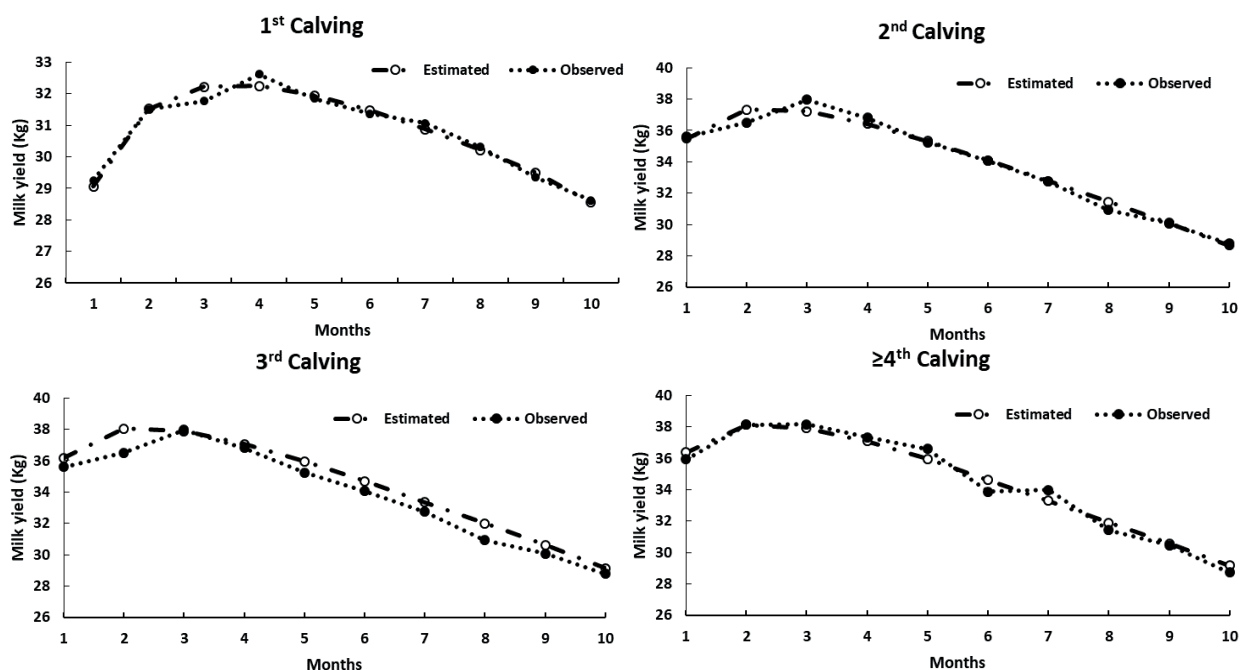 1st Calving
Estimated Observed
Milk yield (Kg)
33
32
31
30
29
28
27
26
1 2 3 4 5 6 7 8 9 10
Months
2nd Calving
Estimated Observed
Milk yield (Kg)
40
38
36
34
32
30
28
26
1 2 3 4 5 6 7 8 9 10
Months
3rd Calving
Estimated Observed
Milk yield (Kg)
40
38
36
34
32
30
28
26
1 2 3 4 5 6 7 8 9 10
Months
≥4th Calving
Estimated Observed
Milk yield (Kg)
40
38
36
34
32
30
28
26
1 2 3 4 5 6 7 8 9 10
Months